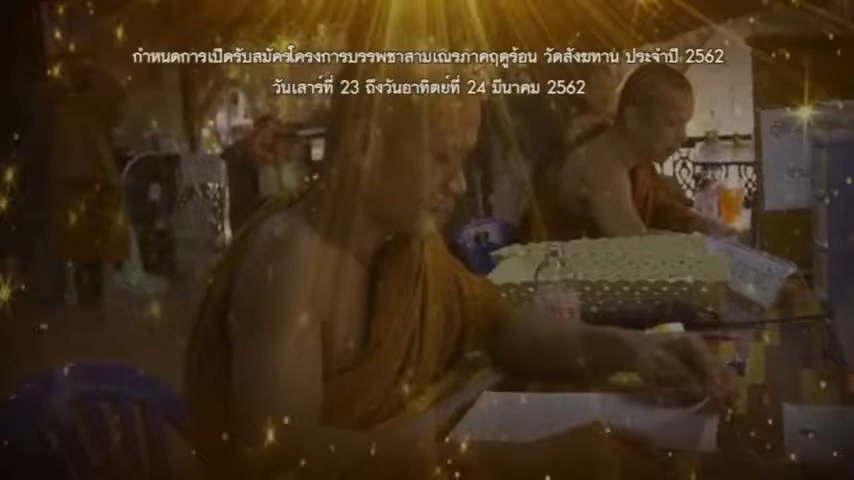 กำหนดการเปิดรับสมัครโครงการบรรพชาสามเณรภาคฤดูร้อน วัดสังฆทาน ประจำปี 2562
วันเสาร์ที่ 23 ถึงวันอาทิตย์ที่ 24 มีนาคม 2562